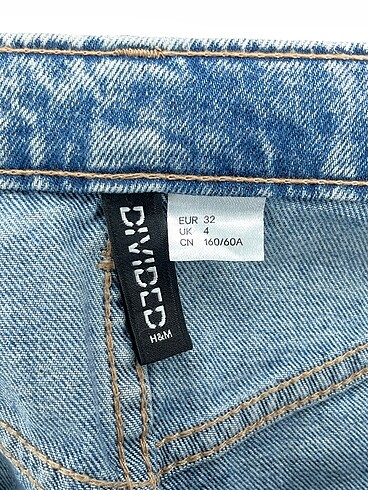 DIVIDED
H&M
EUR 32
UK 4
CN 160/60A